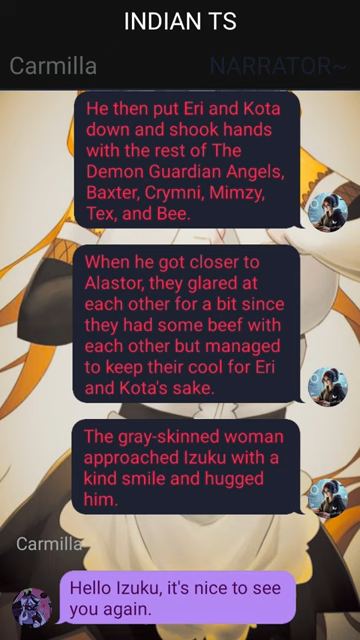 INDIAN TS
Carmilla
NARRATOR~
He then put Eri and Kota
down and shook hands
with the rest of The
Demon Guardian Angels,
Baxter, Crymni, Mimzy,
Tex, and Bee.
When he got closer to
Alastor, they glared at
each other for a bit since
they had some beef with
each other but managed
to keep their cool for Eri
and Kota's sake.
The gray-skinned woman
approached Izuku with a
kind smile and hugged
him.
Carmilla
Hello Izuku, it's nice to see
you again.